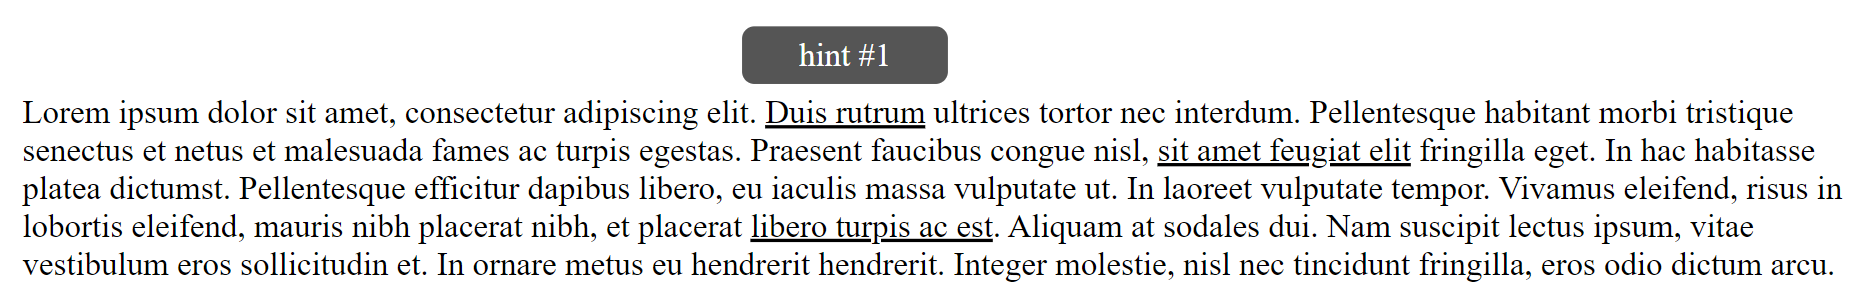 hint #1
Lorem ipsum dolor sit amet, consectetur adipiscing elit. Duis rutrum ultrices tortor nec interdum. Pellentesque habitant morbi tristique
senectus et netus et malesuada fames ac turpis egestas. Praesent faucibus congue nisl, sit amet feugiat elit fringilla eget. In hac habitasse
platea dictumst. Pellentesque efficitur dapibus libero, eu iaculis massa vulputate ut. In laoreet vulputate tempor. Vivamus eleifend, risus in
lobortis eleifend, mauris nibh placerat nibh, et placerat libero turpis ac est. Aliquam at sodales dui. Nam suscipit lectus ipsum, vitae
vestibulum eros sollicitudin et. In ornare metus eu hendrerit hendrerit. Integer molestie, nisl nec tincidunt fringilla, eros odio dictum arcu.